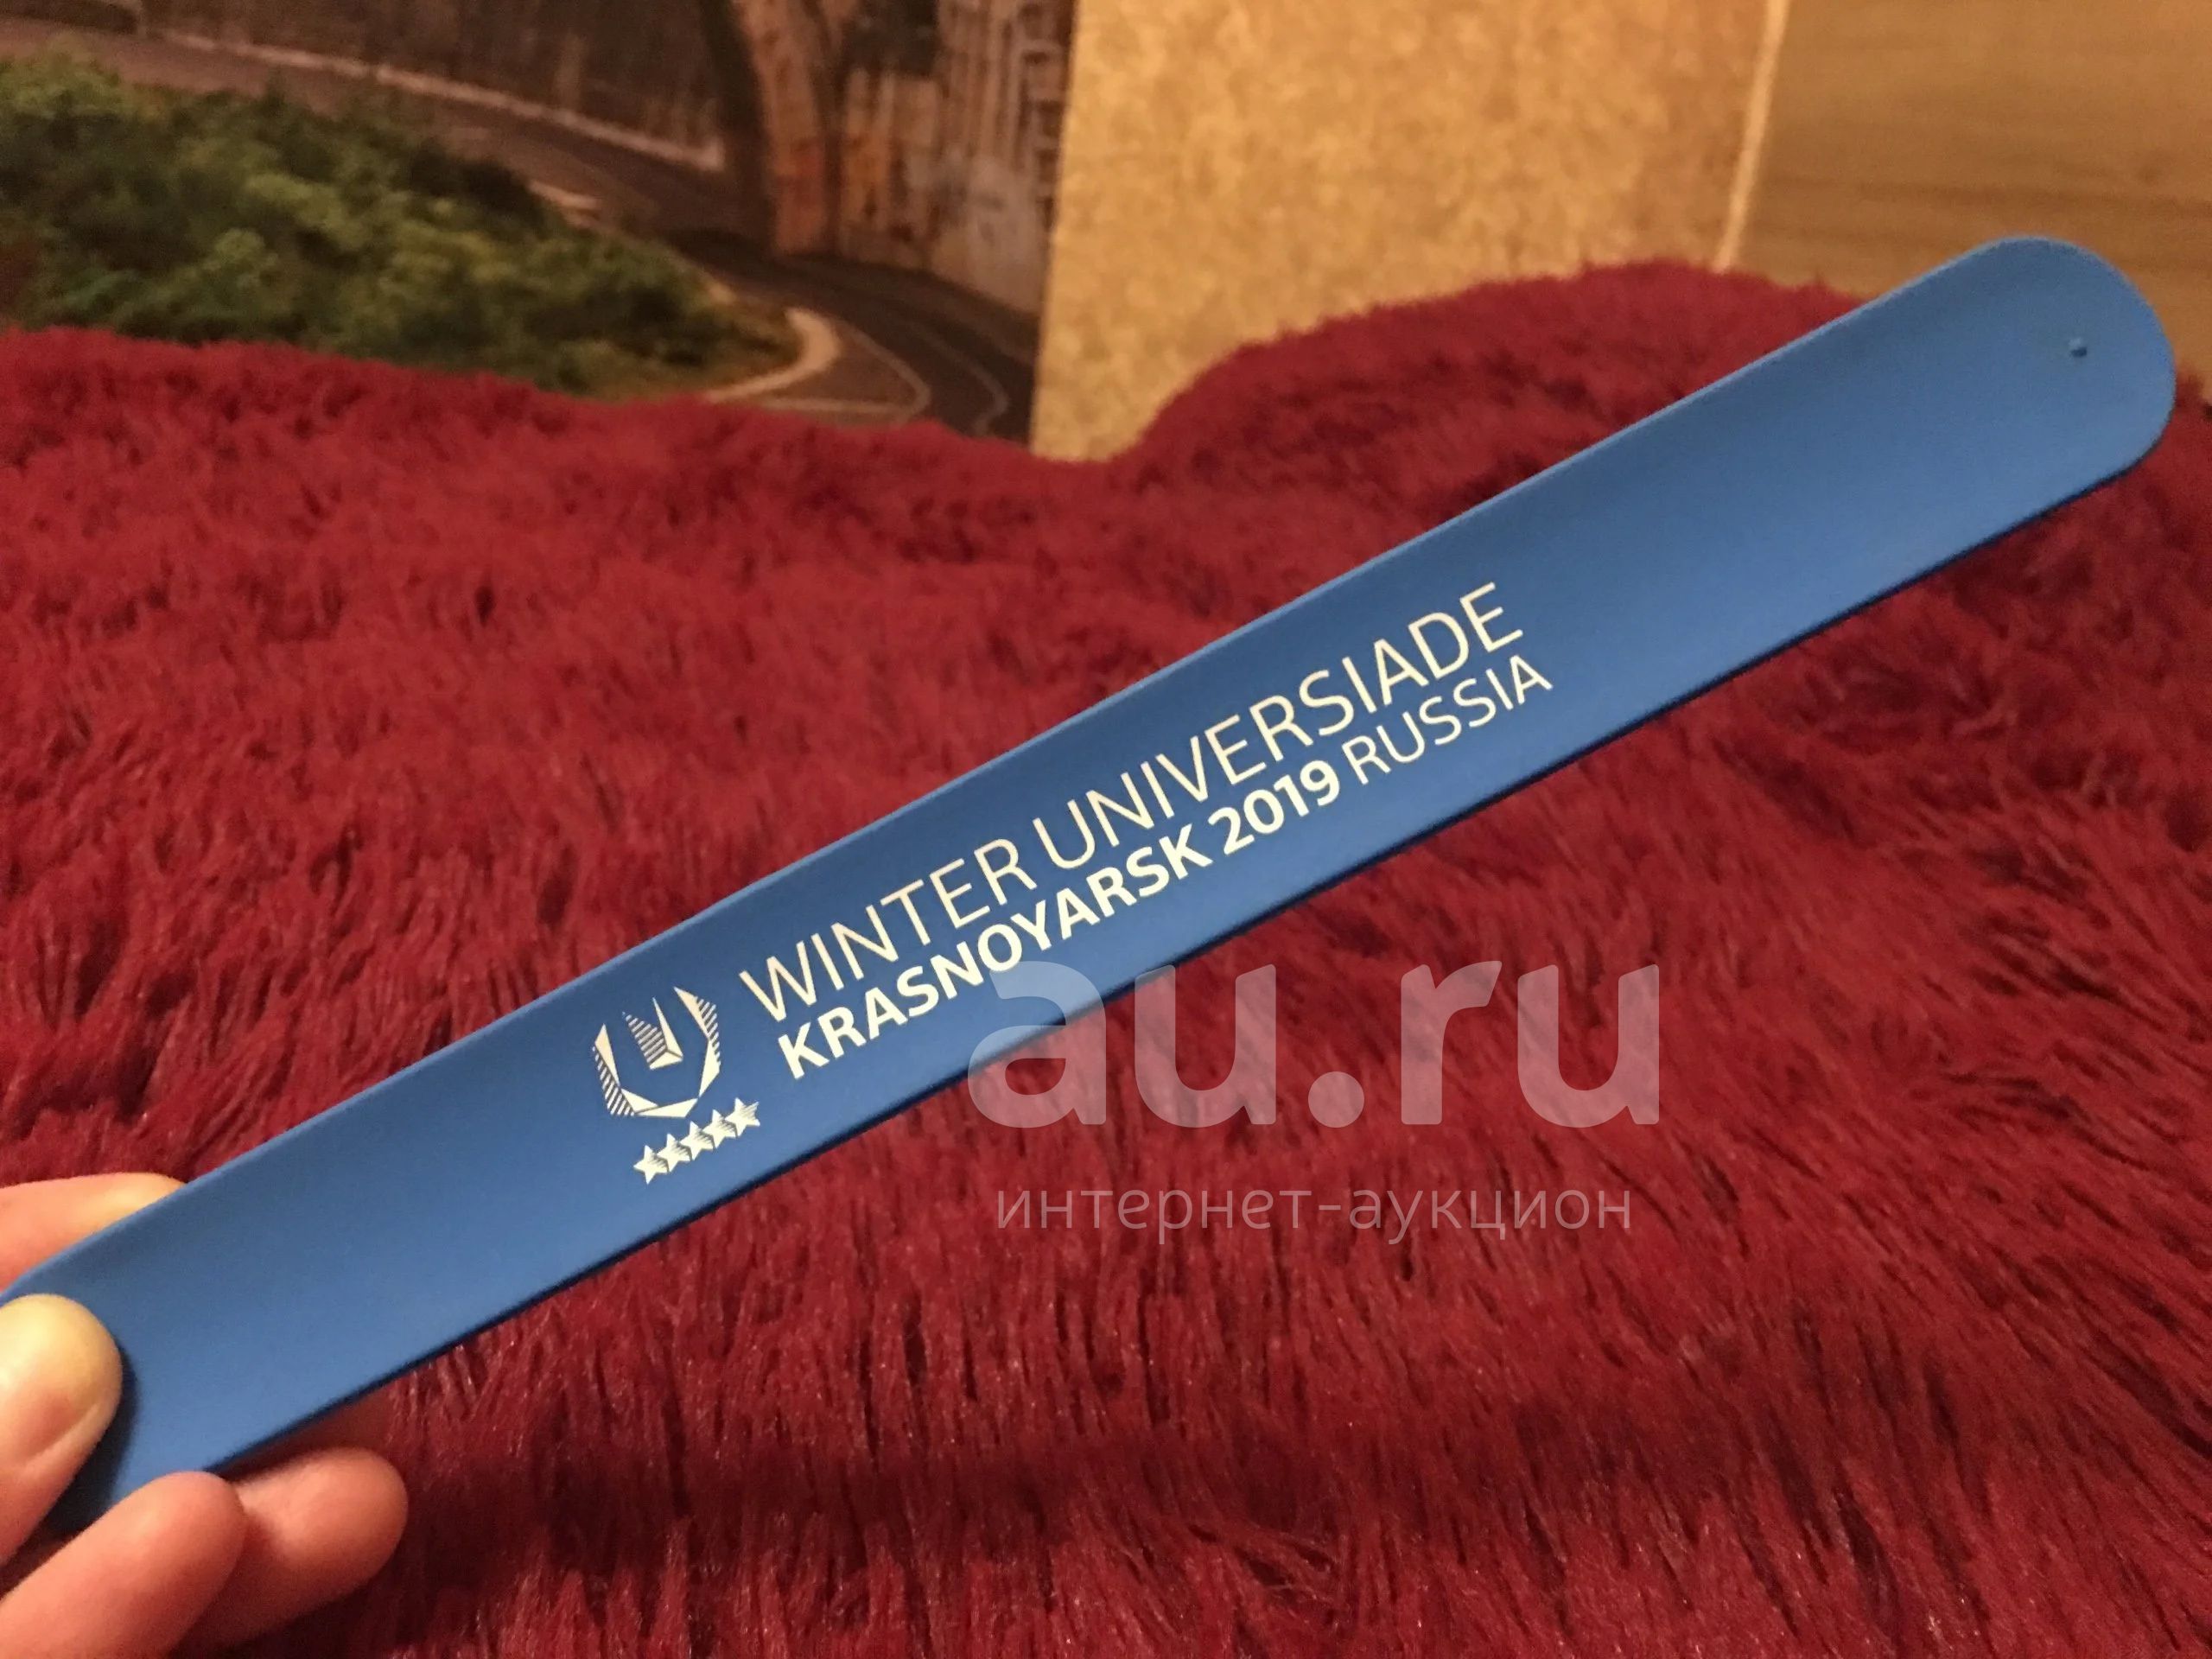 WINTER UNIVERSIADE
KRASNOYARSK 2019 RUSSIA
au.ru
интернет-аукцион